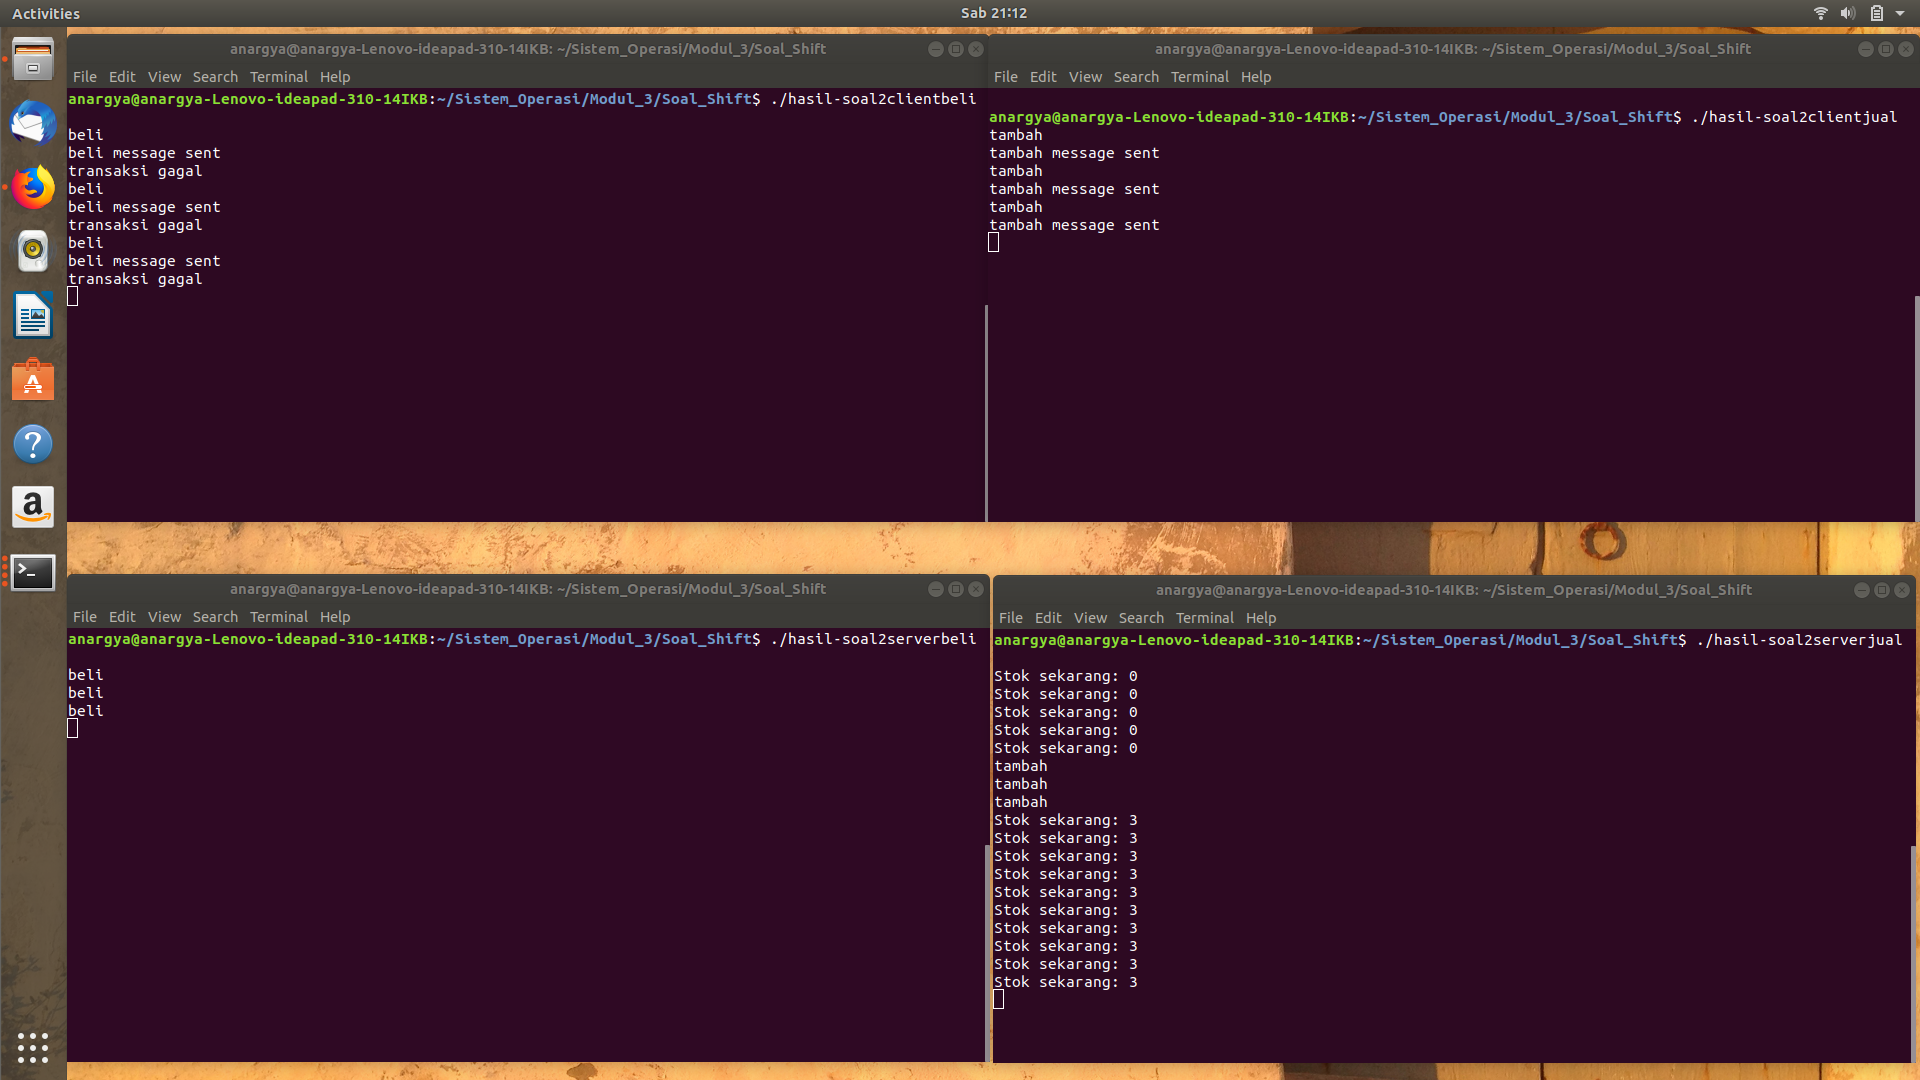 Activities
Sab 21:12
anargya@anargya-Lenovo-ideapad-310-14IKB: ~/Sistem_Operasi/Modul_3/Soal_Shift
File Edit View Search Terminal Help
anargya@anargya-Lenovo-ideapad-310-14IKB:~/Sistem_Operasi/Modul_3/Soal_Shift$ ./hasil-soal2clientbeli
beli
beli message sent
transaksi gagal
beli
beli message sent
transaksi gagal
beli
beli message sent
transaksi gagal
anargya@anargya-Lenovo-ideapad-310-14IKB: ~/Sistem_Operasi/Modul_3/Soal_Shift
File Edit View Search Terminal Help
anargya@anargya-Lenovo-ideapad-310-14IKB:~/Sistem_Operasi/Modul_3/Soal_Shift$ ./hasil-soal2clientjual
tambah
tambah message sent
tambah
tambah message sent
tambah
tambah message sent
anargya@anargya-Lenovo-ideapad-310-14IKB: ~/Sistem_Operasi/Modul_3/Soal_Shift
File Edit View Search Terminal Help
anargya@anargya-Lenovo-ideapad-310-14IKB:~/Sistem_Operasi/Modul_3/Soal_Shift$ ./hasil-soal2serverbeli
beli
beli
beli
anargya@anargya-Lenovo-ideapad-310-14IKB: ~/Sistem_Operasi/Modul_3/Soal_Shift
File Edit View Search Terminal Help
anargya@anargya-Lenovo-ideapad-310-14IKB:~/Sistem_Operasi/Modul_3/Soal_Shift$ ./hasil-soal2serverjual
Stok sekarang: 0
Stok sekarang: 0
Stok sekarang: 0
Stok sekarang: 0
Stok sekarang: 0
tambah
tambah
tambah
Stok sekarang: 3
Stok sekarang: 3
Stok sekarang: 3
Stok sekarang: 3
Stok sekarang: 3
Stok sekarang: 3
Stok sekarang: 3
Stok sekarang: 3
Stok sekarang: 3
Stok sekarang: 3